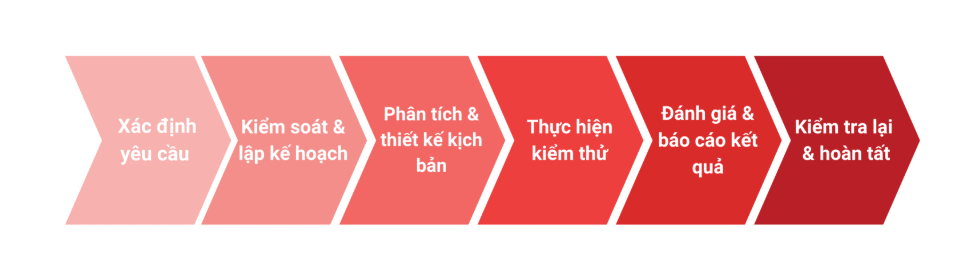 Xác định
yêu cầu
Kiểm soát &
lập kế hoạch
Phân tích &
thiết kế kịch
bản
Thực hiện
kiểm thử
Đánh giá &
báo cáo kết
quả
Kiểm tra lại
& hoàn tất